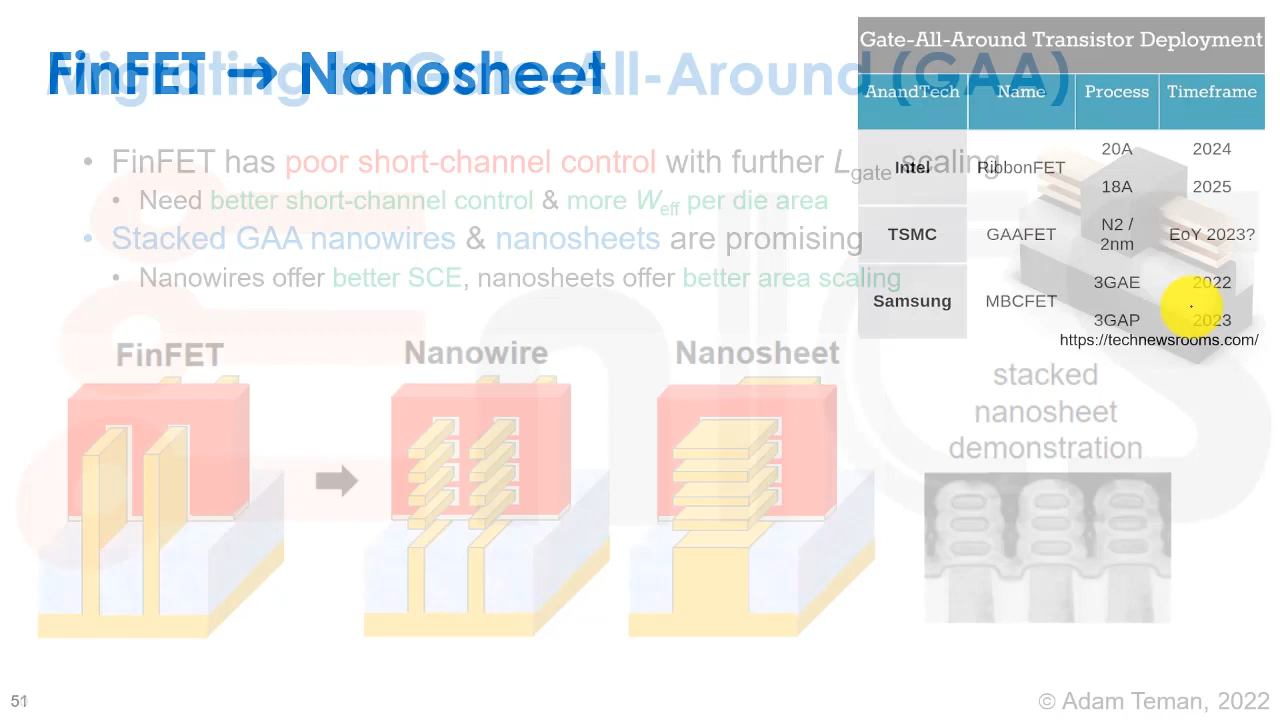 FinFET → Nanosheet
Migrating to Gate-All-Around (GAA)
• FinFET has poor short-channel control with further Lgate scaling
• Need better short-channel control & more Weff per die area
• Stacked GAA nanowires & nanosheets are promising
• Nanowires offer better SCE, nanosheets offer better area scaling
Gate-All-Around Transistor Deployment
AnandTech Name Process Timeframe
Intel RibbonFET 20A 2024
18A 2025
TSMC GAAFET N2 / 2nm EoY 2023?
Samsung MBCFET 3GAE 2022
3GAP 2023
https://technewsrooms.com/
FinFET
Nanowire
Nanosheet
stacked
nanosheet
demonstration
© Adam Teman, 2022